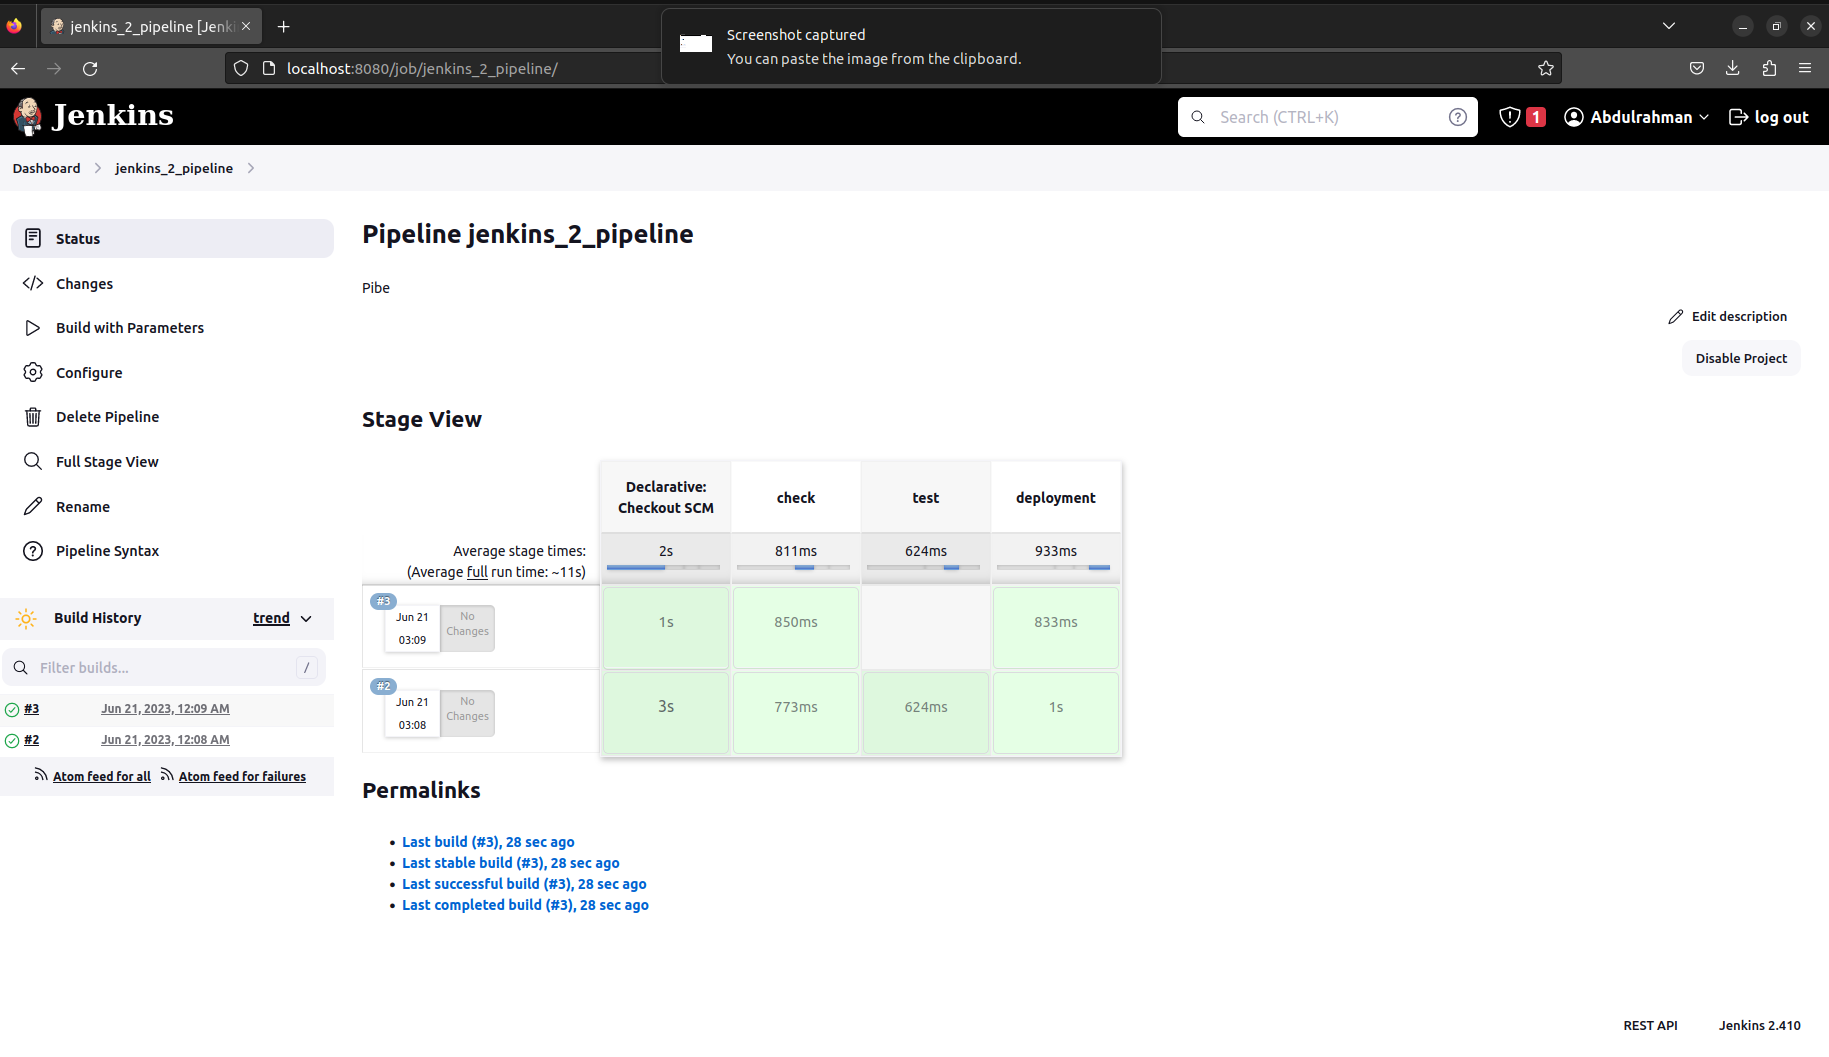 jenkins_2_pipeline [Jenki
Screenshot captured
You can paste the image from the clipboard.
localhost:8080/job/jenkins_2_pipeline/
Jenkins
Search (CTRL+K)
1
Abdulrahman
log out
Dashboard
jenkins_2_pipeline
Status
Changes
Build with Parameters
Configure
Delete Pipeline
Full Stage View
Rename
Pipeline Syntax
Build History
trend
Filter builds...
/
#3
Jun 21, 2023, 12:09 AM
#2
Jun 21, 2023, 12:08 AM
Atom feed for all
Atom feed for failures
Pipeline jenkins_2_pipeline
Pibe
Edit description
Disable Project
Stage View
Declarative:
Checkout SCM
check
test
deployment
Average stage times:
(Average full run time: ~11s)
2s
811ms
624ms
933ms
#3
Jun 21
03:09
No
Changes
1s
850ms
833ms
#2
Jun 21
03:08
No
Changes
3s
773ms
624ms
1s
Permalinks
Last build (#3), 28 sec ago
Last stable build (#3), 28 sec ago
Last successful build (#3), 28 sec ago
Last completed build (#3), 28 sec ago
REST API
Jenkins 2.410